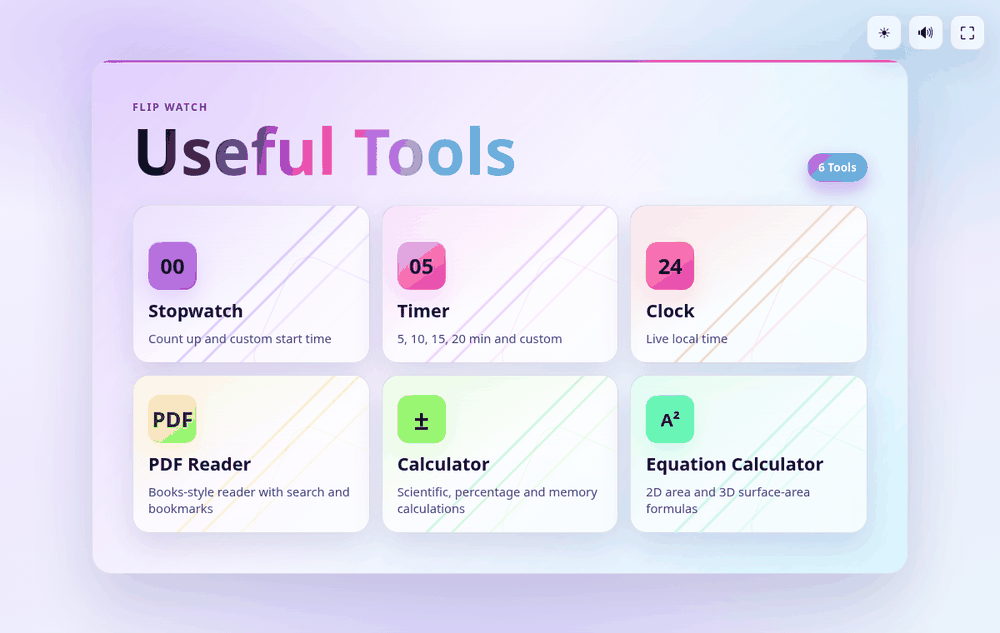 FLIP WATCH
Useful Tools
6 Tools
00
Stopwatch
Count up and custom start time
05
Timer
5, 10, 15, 20 min and custom
24
Clock
Live local time
PDF
PDF Reader
Books-style reader with search and
bookmarks
±
Calculator
Scientific, percentage and memory
calculations
A²
Equation Calculator
2D area and 3D surface-area
formulas